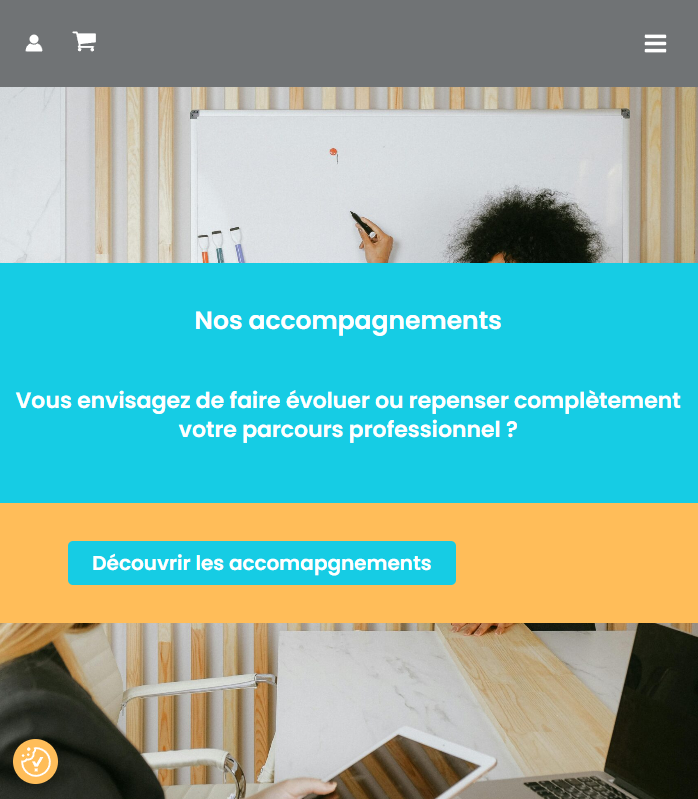 Nos accompagnements
Vous envisagez de faire évoluer ou repenser complètement
votre parcours professionnel ?
Découvrir les accomapgnements